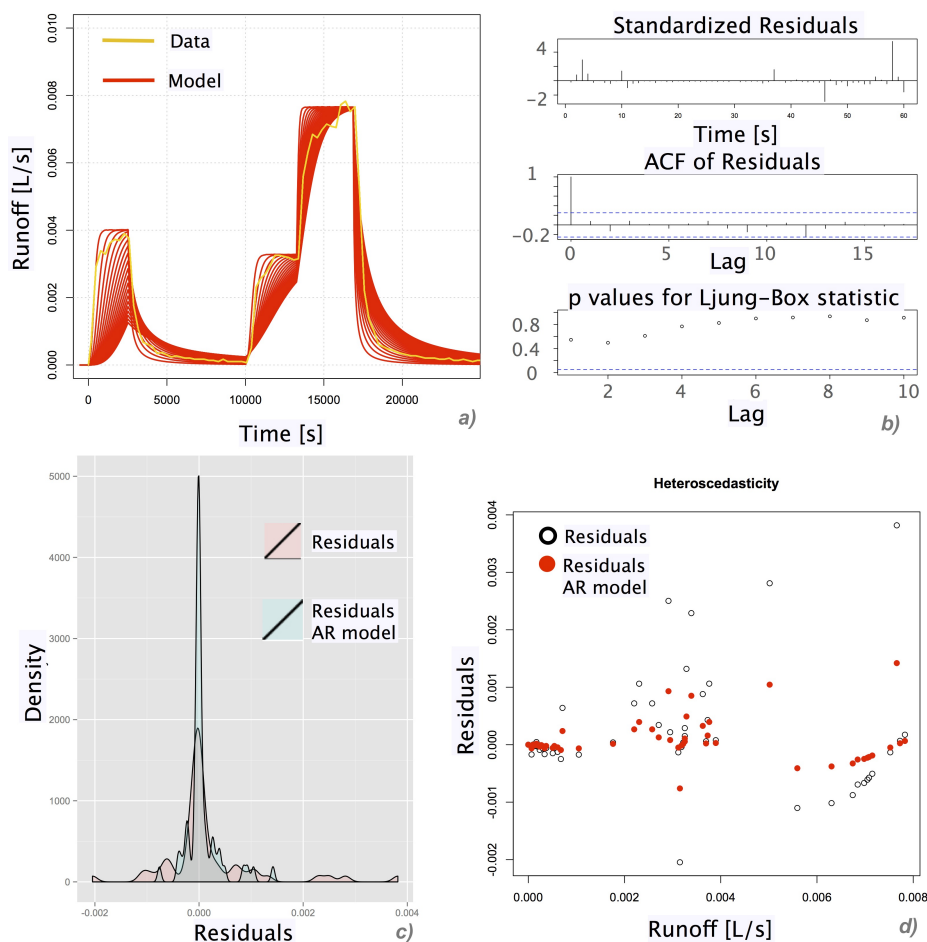 0.010
0.008
0.006
0.004
0.002
0.000
Runoff [L/s]
Data
Model
0 5000 10000 15000 20000
Time [s]
a)
Standardized Residuals
4
−2
0 10 20 30 40 50 60
Time [s]
ACF of Residuals
1
−0.2
0 5 10 15
Lag
p values for Ljung−Box statistic
0.8
0.4
0
2 4 6 8 10
Lag
b)
5000
4000
3000
2000
1000
0
Density
Residuals
Residuals
AR model
-0.002 0.000 0.002 0.004
Residuals
c)
Heteroscedasticity
0.004
0.003
0.002
0.001
0.000
-0.001
-0.002
Residuals
Residuals
Residuals
AR model
0.000 0.002 0.004 0.006 0.008
Runoff [L/s]
d)